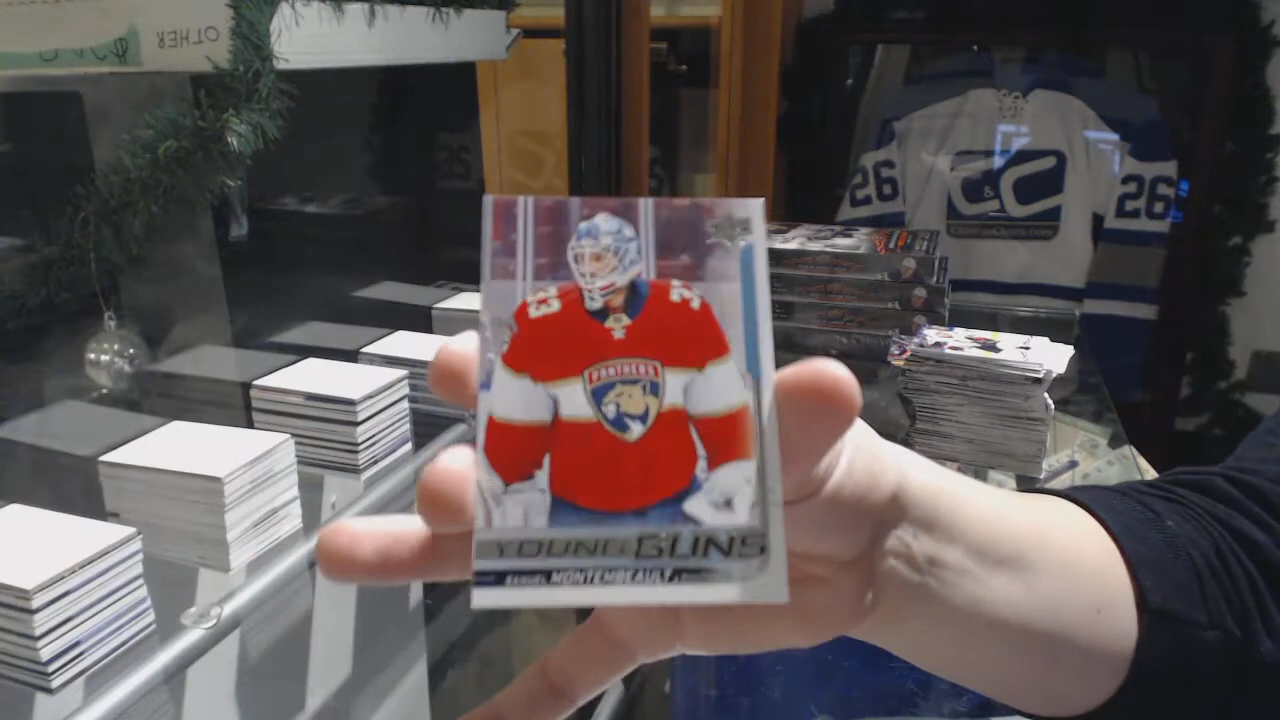 OTHER
26
C & C
26
33
33
PANTHERS
YOUNG GUNS
SAMUEL MONTEMBEAULT